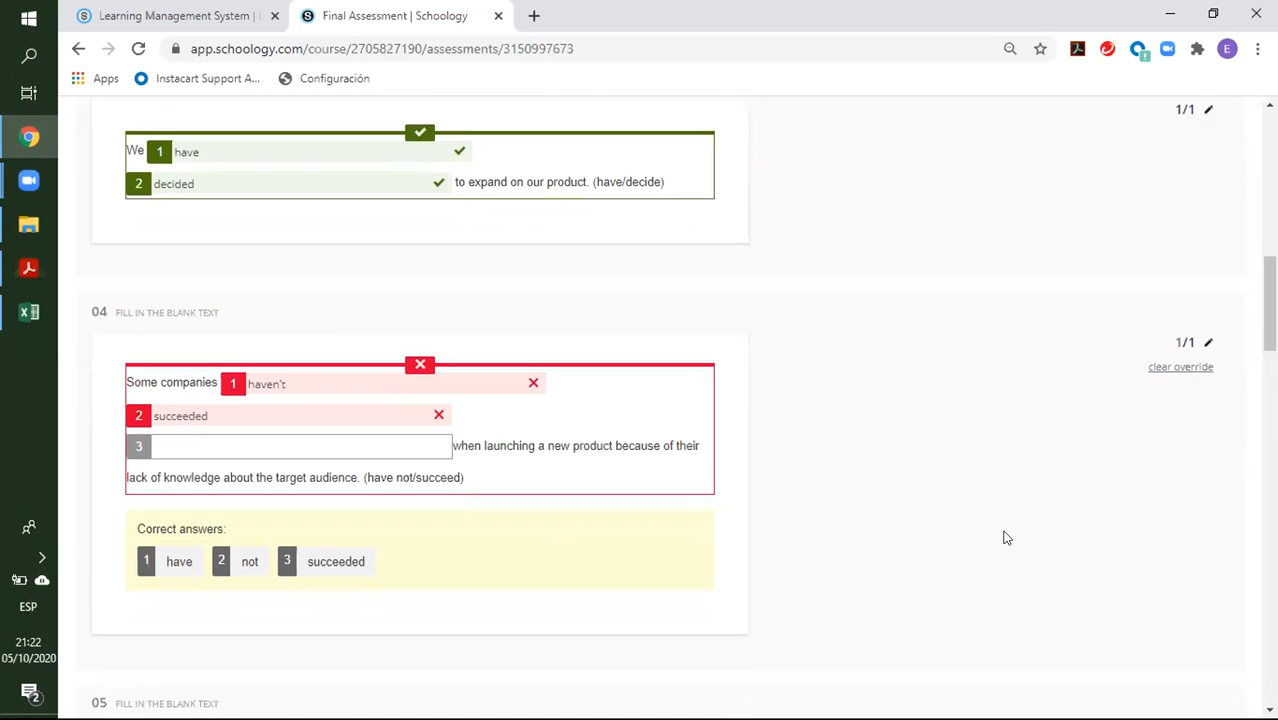 Learning Management System | L
Final Assessment | Schoology
app.schoology.com/course/2705827190/assessments/3150997673
E
Apps
Instacart Support A...
Configuración
1/1
We 1 have
2 decided to expand on our product. (have/decide)
04 FILL IN THE BLANK TEXT
1/1
clear override
Some companies 1 haven't
2 succeeded
3 when launching a new product because of their
lack of knowledge about the target audience. (have not/succeed)
Correct answers:
1 have 2 not 3 succeeded
05 FILL IN THE BLANK TEXT
ESP
21:22
05/10/2020
2